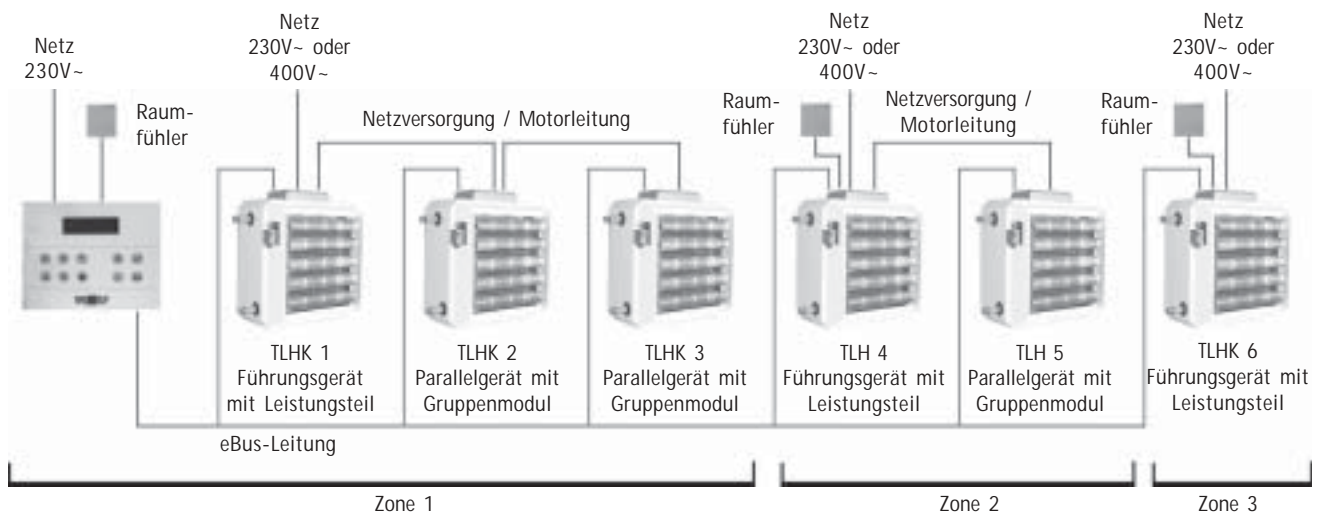 Netz
230V~
Raum-
fühler
Netz
230V~ oder
400V~
Netzversorgung / Motorleitung
Raum-
fühler
Netz
230V~ oder
400V~
Netzversorgung /
Motorleitung
Raum-
fühler
Netz
230V~ oder
400V~
TLHK 1
Führungsgerät
mit Leistungsteil
TLHK 2
Parallelgerät mit
Gruppenmodul
TLHK 3
Parallelgerät mit
Gruppenmodul
TLH 4
Führungsgerät mit
Leistungsteil
TLH 5
Parallelgerät mit
Gruppenmodul
TLHK 6
Führungsgerät mit
Leistungsteil
eBus-Leitung
Zone 1
Zone 2
Zone 3